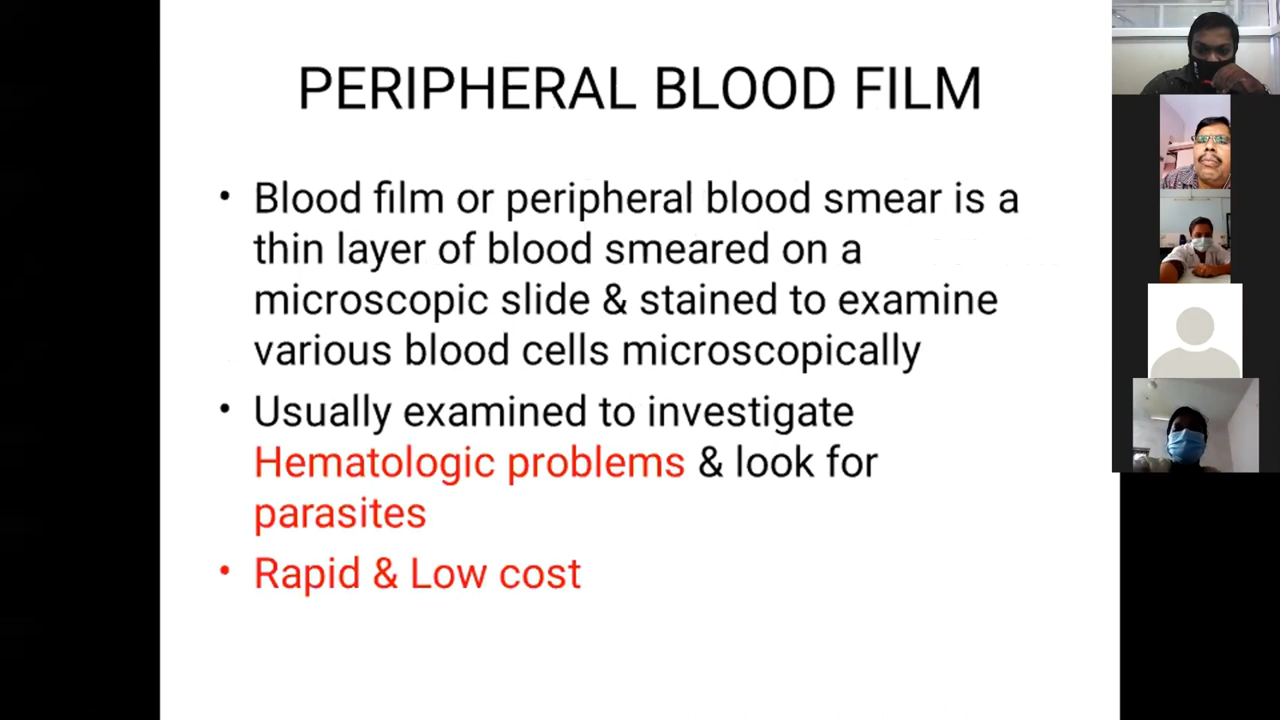 PERIPHERAL BLOOD FILM
• Blood film or peripheral blood smear is a
thin layer of blood smeared on a
microscopic slide & stained to examine
various blood cells microscopically
• Usually examined to investigate
Hematologic problems & look for
parasites
• Rapid & Low cost